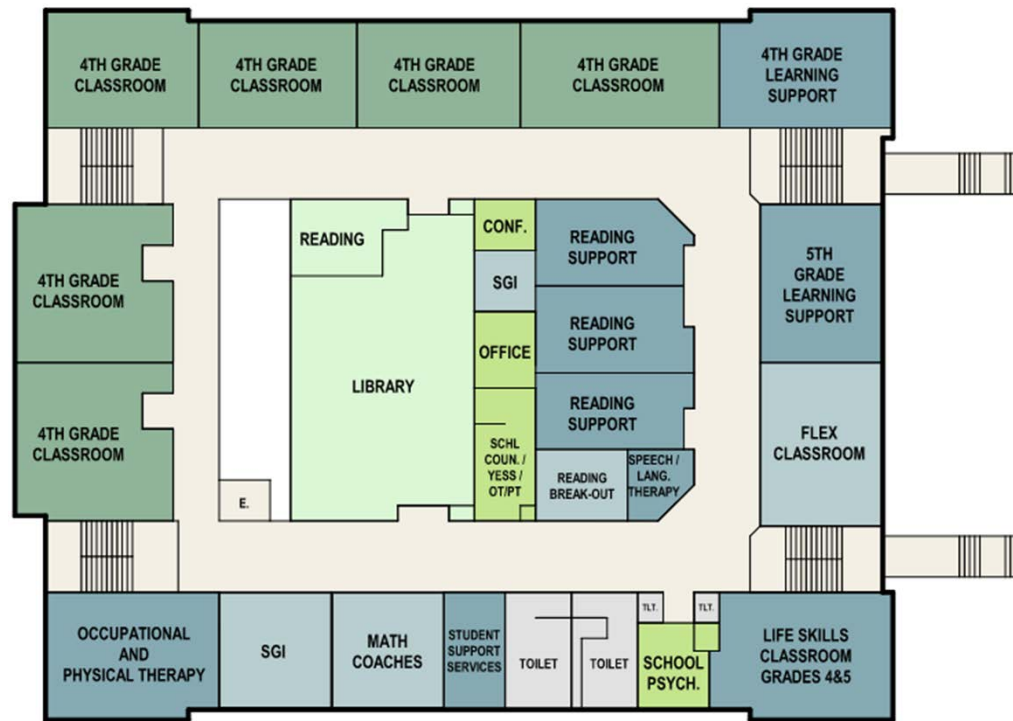 4TH GRADE
CLASSROOM
4TH GRADE
CLASSROOM
4TH GRADE
CLASSROOM
4TH GRADE
CLASSROOM
4TH GRADE
LEARNING
SUPPORT
4TH GRADE
CLASSROOM
READING
CONF.
SGI
READING
SUPPORT
5TH
GRADE
LEARNING
SUPPORT
LIBRARY
OFFICE
READING
SUPPORT
4TH GRADE
CLASSROOM
SCHL
COUN. /
YESS /
OT/PT
READING
SUPPORT
READING
BREAK-OUT
SPEECH /
LANG.
THERAPY
FLEX
CLASSROOM
E.
OCCUPATIONAL
AND
PHYSICAL THERAPY
SGI
MATH
COACHES
STUDENT
SUPPORT
SERVICES
TOILET
TOILET
TLT.
SCHOOL
PSYCH.
TLT.
LIFE SKILLS
CLASSROOM
GRADES 4&5